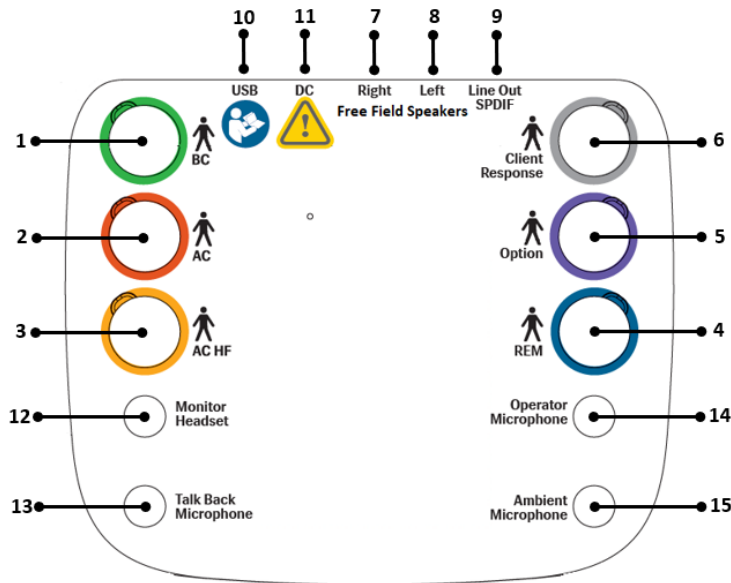 10 11 7 8 9
USB DC Right Left Line Out
SPDIF
Free Field Speakers
1 BC
Client
Response 6
2 AC
Option 5
3 AC HF
REM 4
12 Monitor
Headset
Operator
Microphone 14
13 Talk Back
Microphone
Ambient
Microphone 15